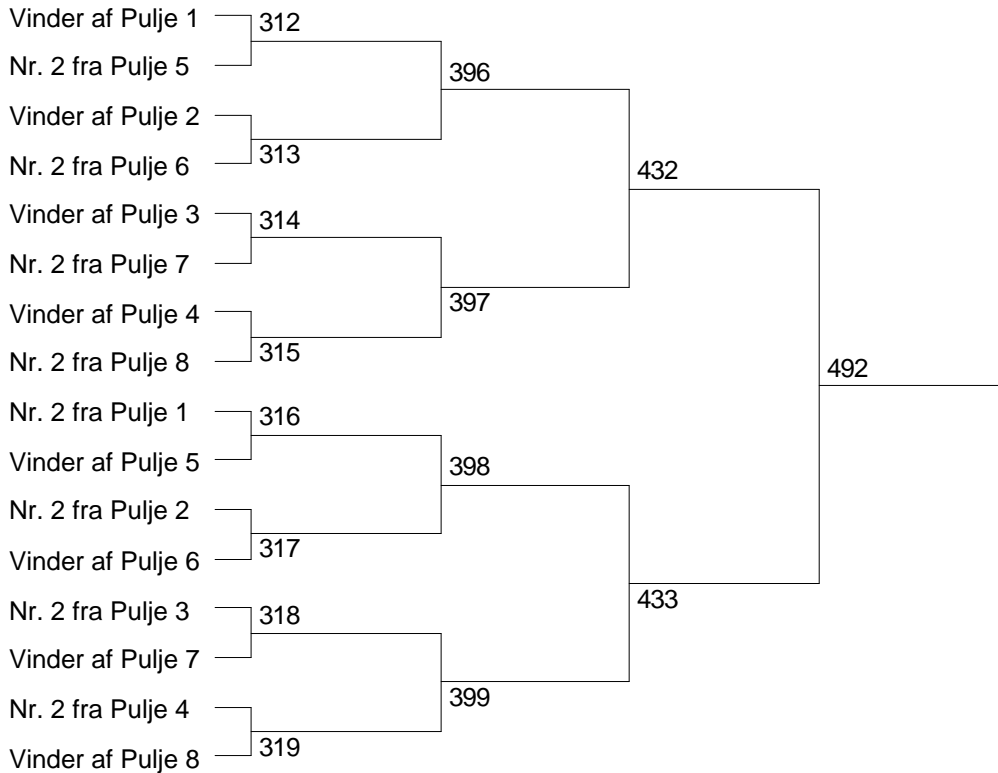 Vinder af Pulje 1
312
Nr. 2 fra Pulje 5
396
Vinder af Pulje 2
313
Nr. 2 fra Pulje 6
432
Vinder af Pulje 3
314
Nr. 2 fra Pulje 7
397
Vinder af Pulje 4
315
Nr. 2 fra Pulje 8
492
Nr. 2 fra Pulje 1
316
Vinder af Pulje 5
398
Nr. 2 fra Pulje 2
317
Vinder af Pulje 6
433
Nr. 2 fra Pulje 3
318
Vinder af Pulje 7
399
Nr. 2 fra Pulje 4
319
Vinder af Pulje 8